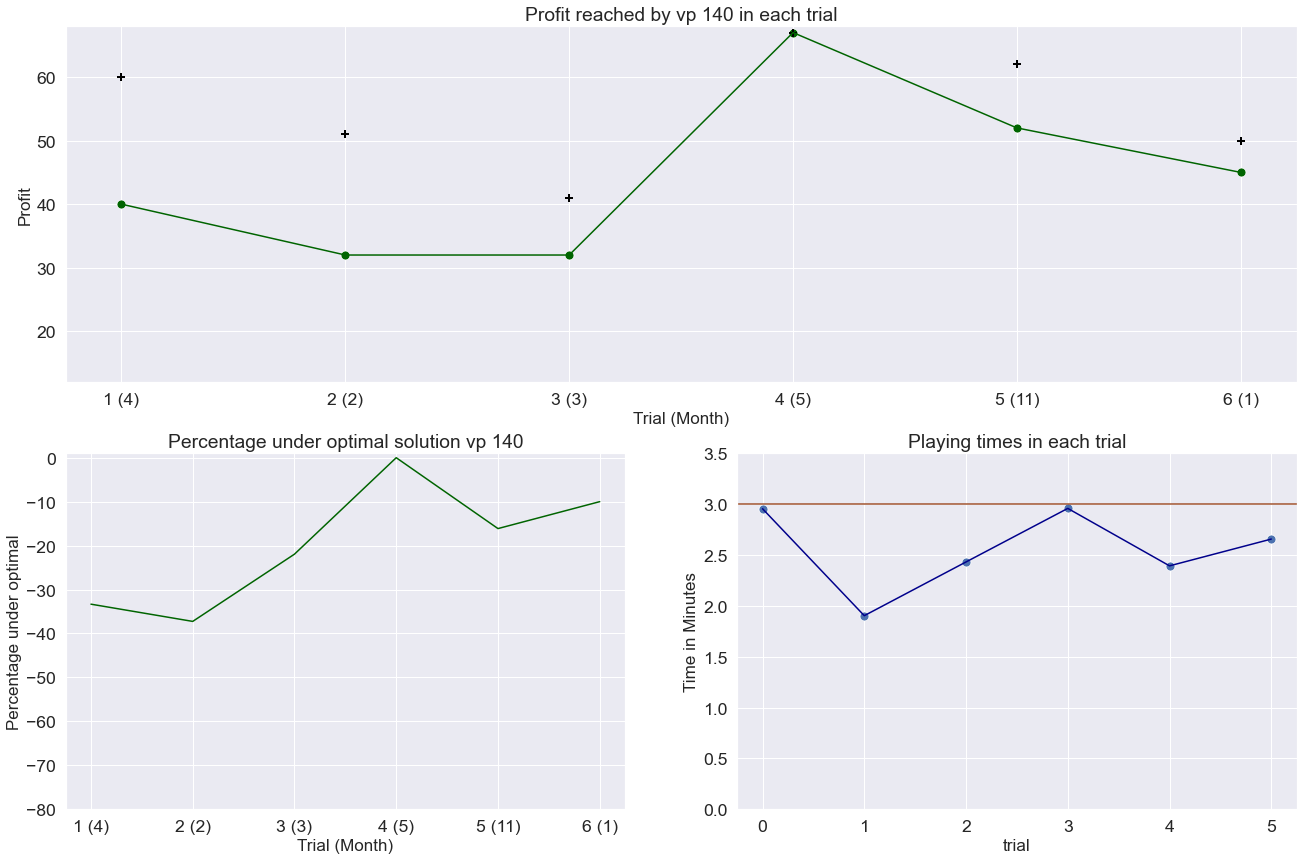 Profit reached by vp 140 in each trial
Profit
60
50
40
30
20
1 (4) 2 (2) 3 (3) 4 (5) 5 (11) 6 (1)
Trial (Month)
Percentage under optimal solution vp 140
Percentage under optimal
0
−10
−20
−30
−40
−50
−60
−70
−80
1 (4) 2 (2) 3 (3) 4 (5) 5 (11) 6 (1)
Trial (Month)
Playing times in each trial
Time in Minutes
3.5
3.0
2.5
2.0
1.5
1.0
0.5
0.0
0 1 2 3 4 5
trial